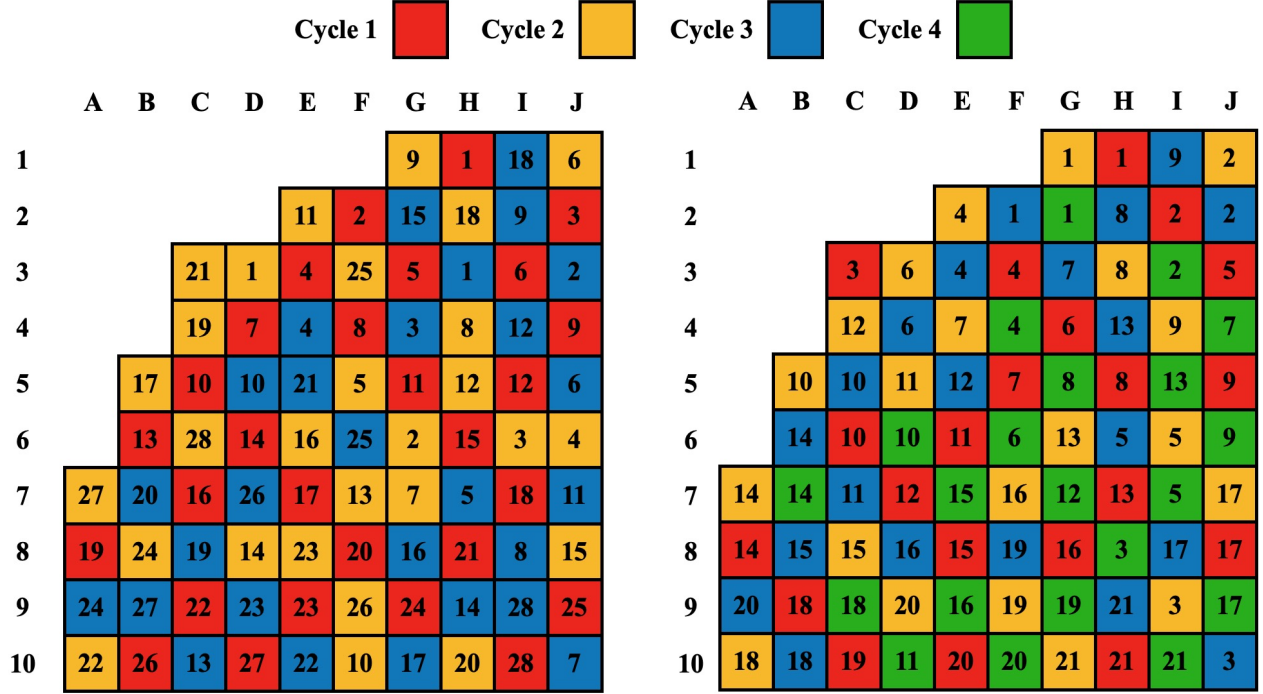 Cycle 1 Cycle 2 Cycle 3 Cycle 4
A B C D E F G H I J
1 9 1 18 6
2 11 2 15 18 9 3
3 21 1 4 25 5 1 6 2
4 19 7 4 8 3 8 12 9
5 17 10 10 21 5 11 12 12 6
6 13 28 14 16 25 2 15 3 4
7 27 20 16 26 17 13 7 5 18 11
8 19 24 19 14 23 20 16 21 8 15
9 24 27 22 23 23 26 24 14 28 25
10 22 26 13 27 22 10 17 20 28 7
A B C D E F G H I J
1 1 1 9 2
2 4 1 1 8 2 2
3 3 6 4 4 7 8 2 5
4 12 6 7 4 6 13 9 7
5 10 10 11 12 7 8 8 13 9
6 14 10 10 11 6 13 5 5 9
7 14 14 11 12 15 16 12 13 5 17
8 14 15 15 16 15 19 16 3 17 17
9 20 18 18 20 16 19 19 21 3 17
10 18 18 19 11 20 20 21 21 21 3